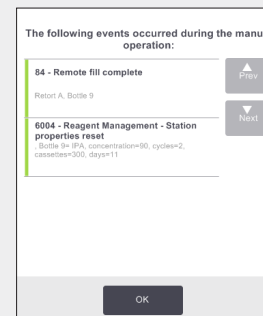 The following events occurred during the manu
operation:
84 - Remote fill complete
Retort A, Bottle 9
Prev
6004 - Reagent Management - Station
properties reset
, Bottle 9= IPA, concentration=90, cycles=2,
cassettes=300, days=11
Next
OK